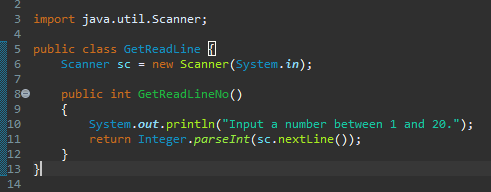 2
3 import java.util.Scanner;
4
5 public class GetReadLine {
6     Scanner sc = new Scanner(System.in);
7
8     public int GetReadLineNo()
9     {
10         System.out.println("Input a number between 1 and 20.");
11         return Integer.parseInt(sc.nextLine());
12     }
13 }
14